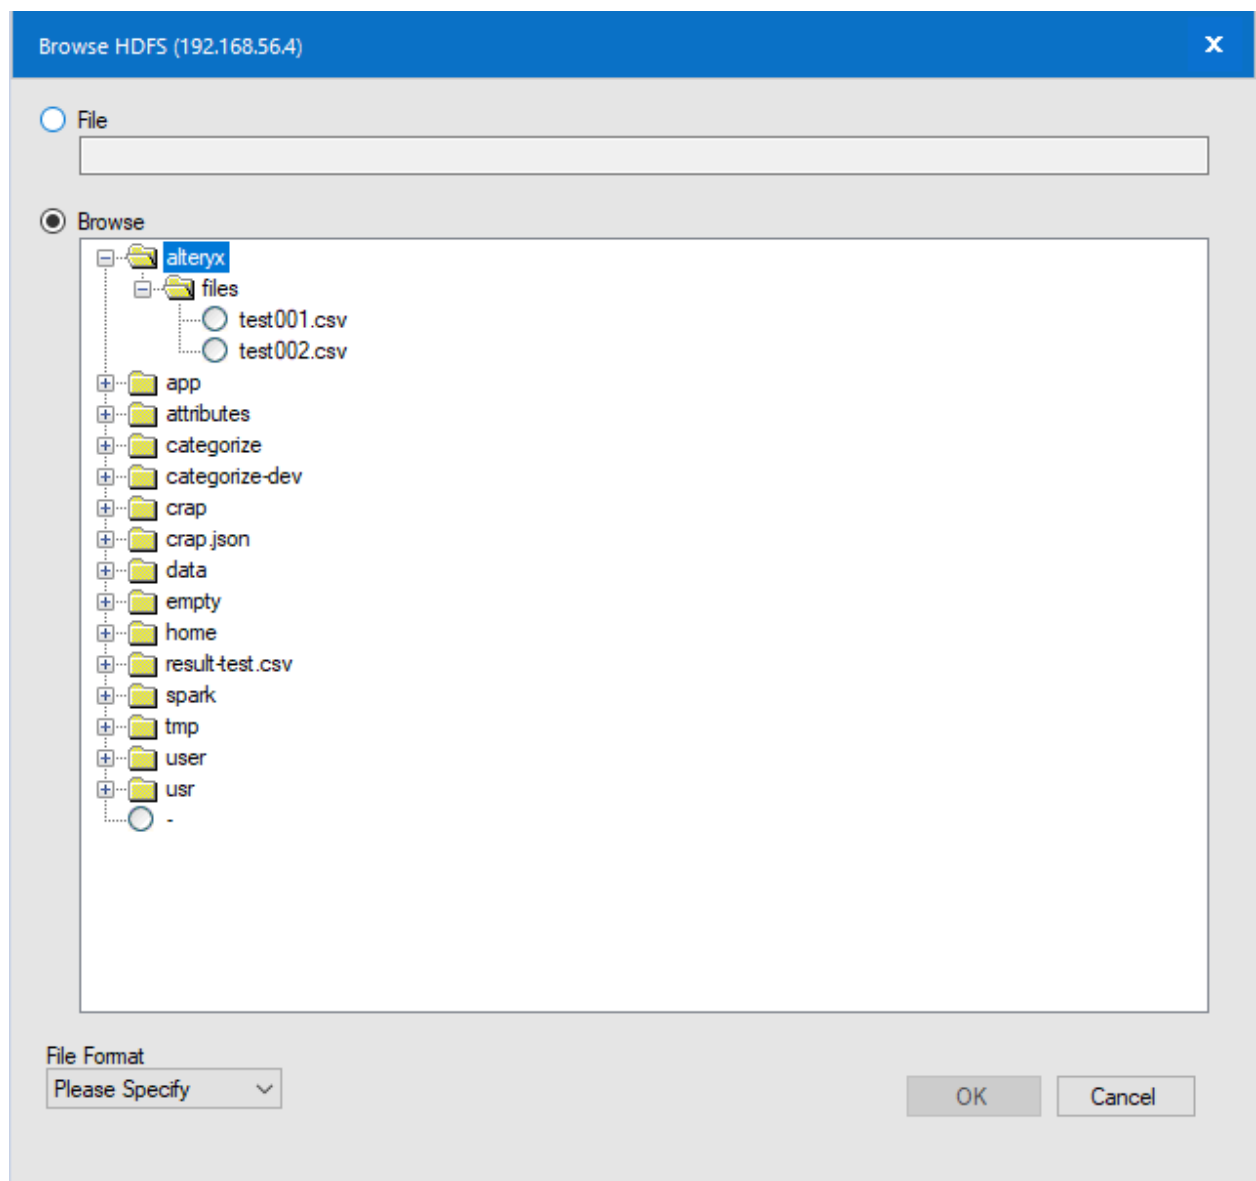 Browse HDFS (192.168.56.4)
x
File
Browse
alteryx
files
test001.csv
test002.csv
app
attributes
categorize
categorize-dev
crap
crap.json
data
empty
home
result-test.csv
spark
tmp
user
usr
-
File Format
Please Specify
OK Cancel